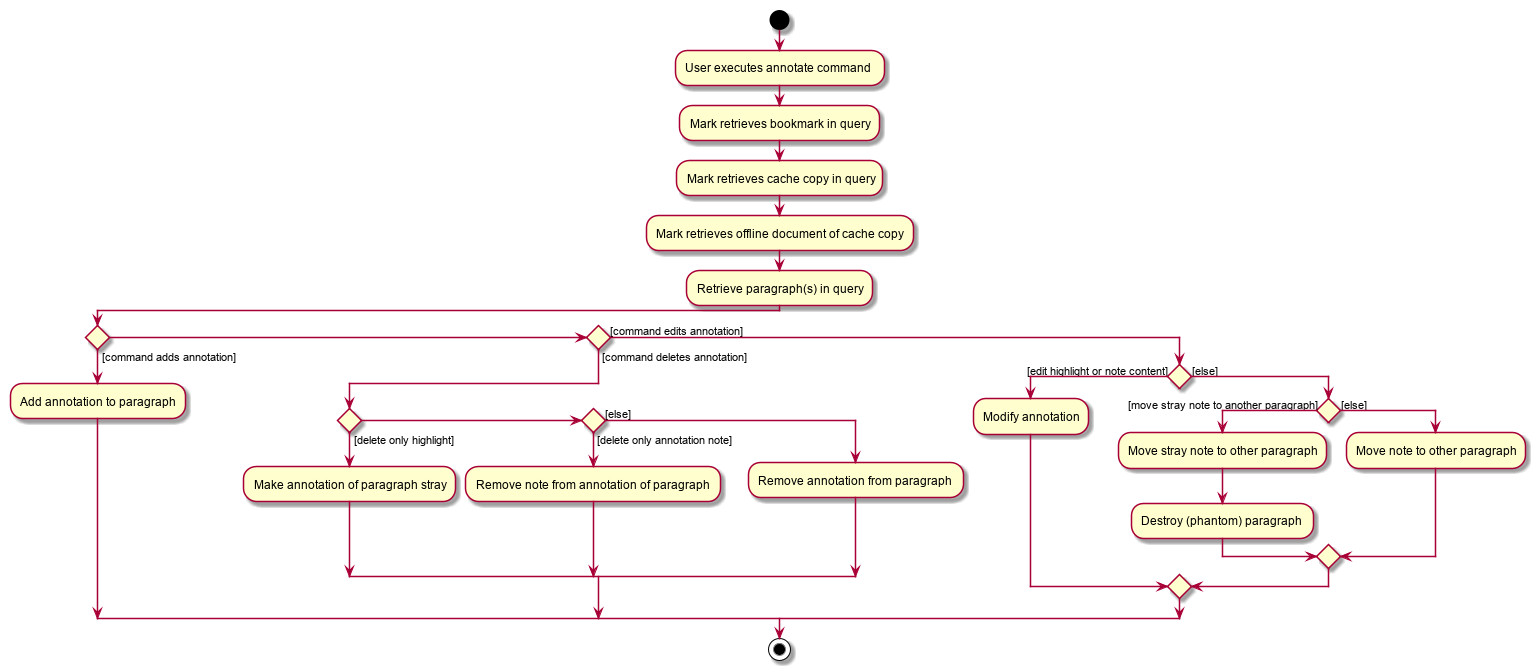 User executes annotate command
Mark retrieves bookmark in query
Mark retrieves cache copy in query
Mark retrieves offline document of cache copy
Retrieve paragraph(s) in query
[command edits annotation]
[command adds annotation]
[command deletes annotation]
[edit highlight or note content]
[else]
Add annotation to paragraph
[move stray note to another paragraph]
[else]
Modify annotation
[else]
[delete only highlight]
[delete only annotation note]
Move stray note to other paragraph
Move note to other paragraph
Make annotation of paragraph stray
Remove note from annotation of paragraph
Remove annotation from paragraph
Destroy (phantom) paragraph